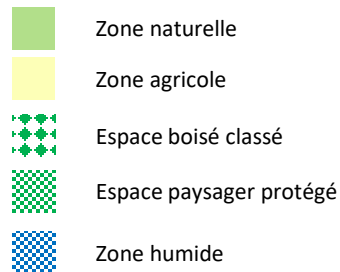 Zone naturelle
Zone agricole
Espace boisé classé
Espace paysager protégé
Zone humide